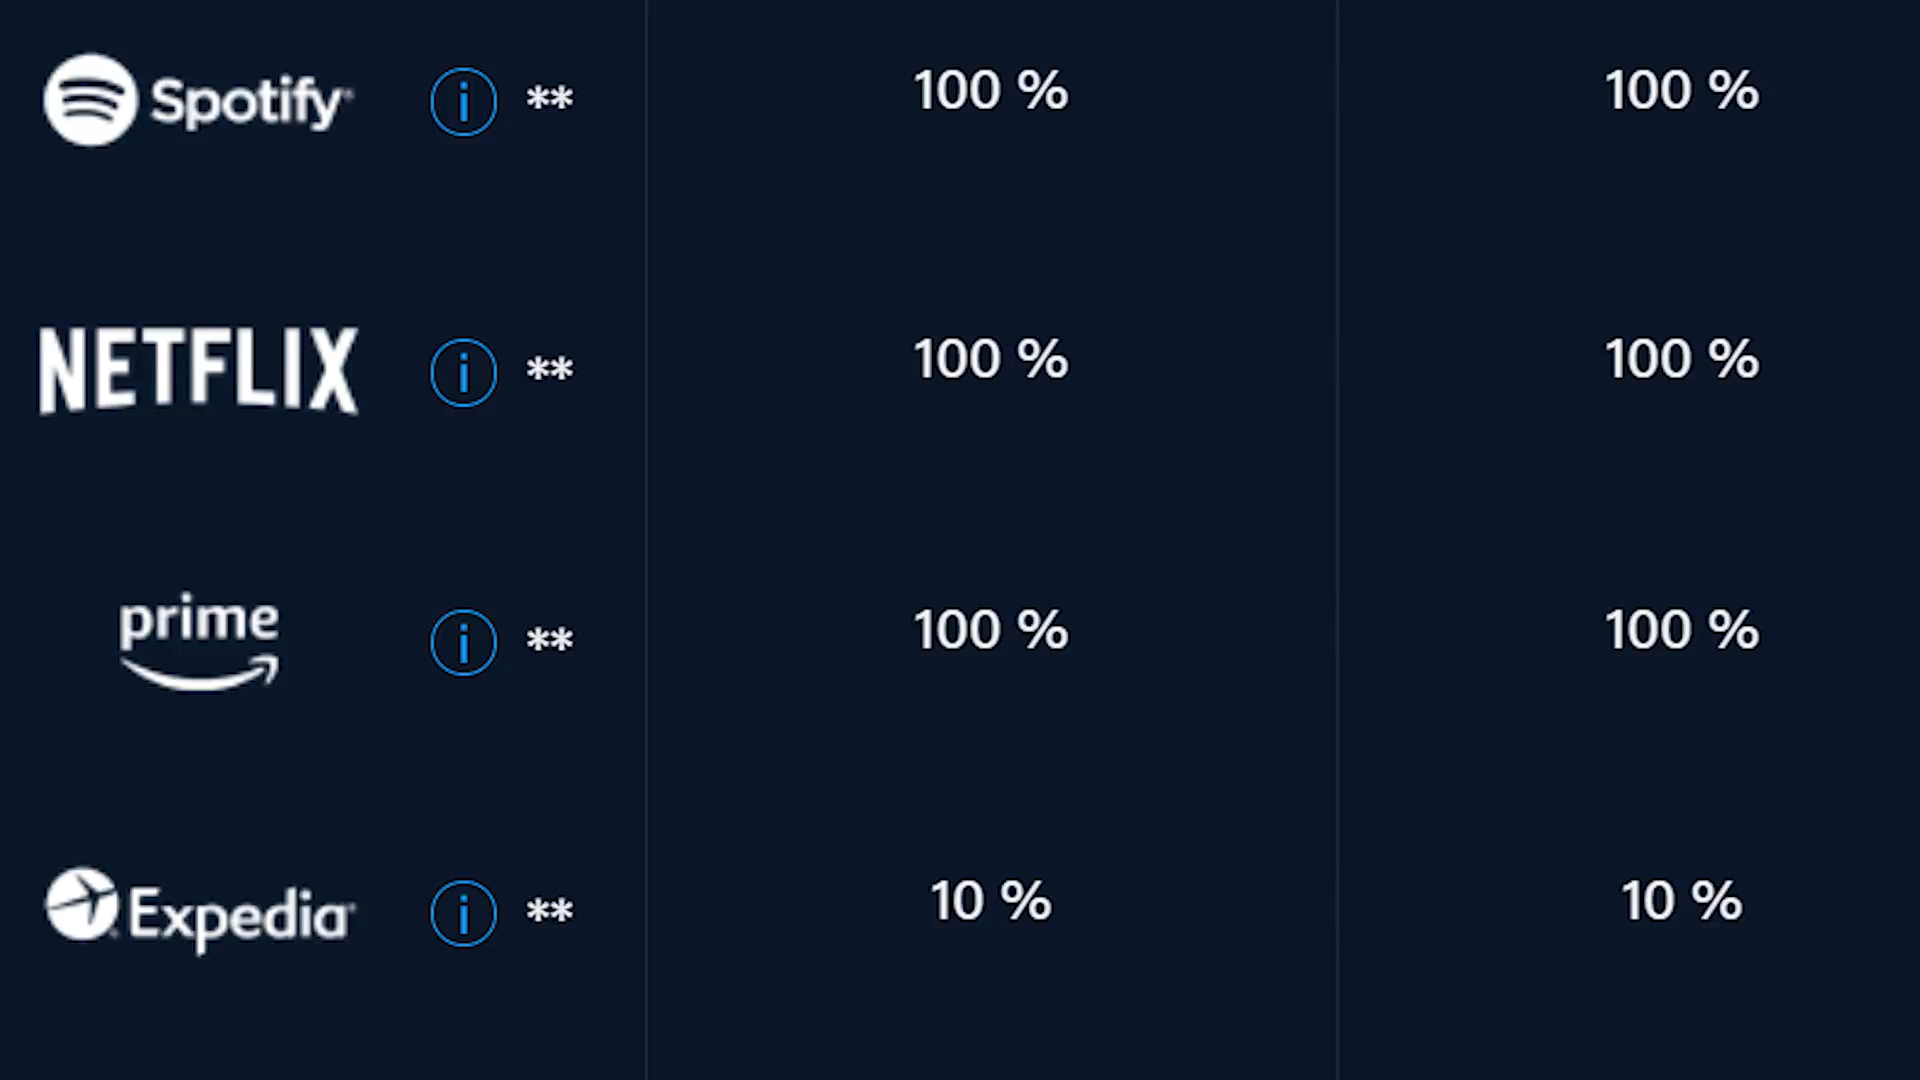 Spotify ** 100 % 100 %
NETFLIX ** 100 % 100 %
prime ** 100 % 100 %
Expedia ** 10 % 10 %